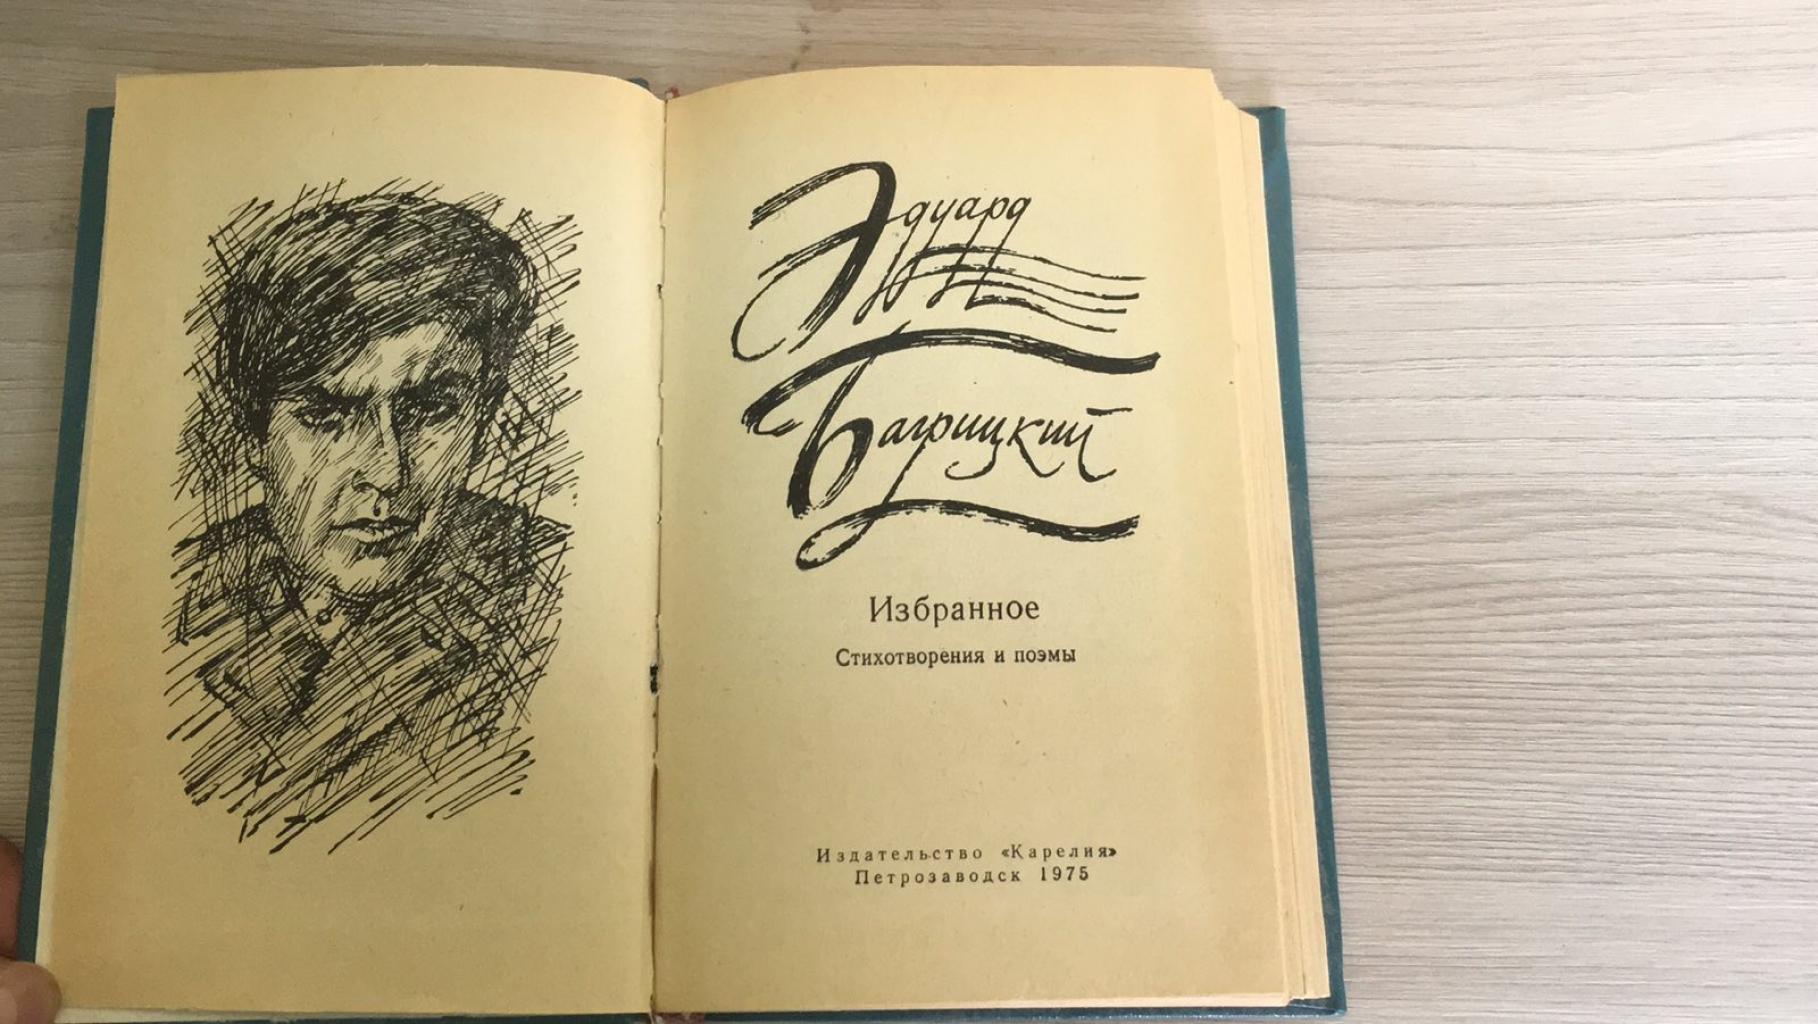 Эдуард
Багрицкий
Избранное
Стихотворения и поэмы
Издательство «Карелия»
Петрозаводск 1975